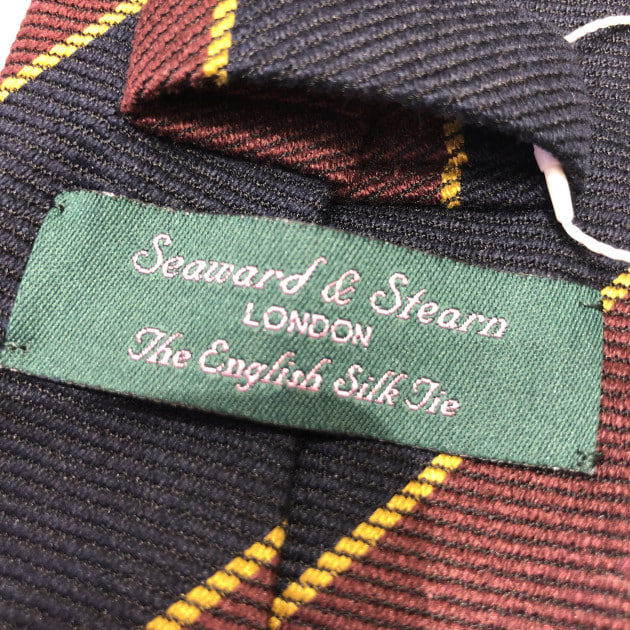 Seaward & Stearn
LONDON
The English Silk Tie